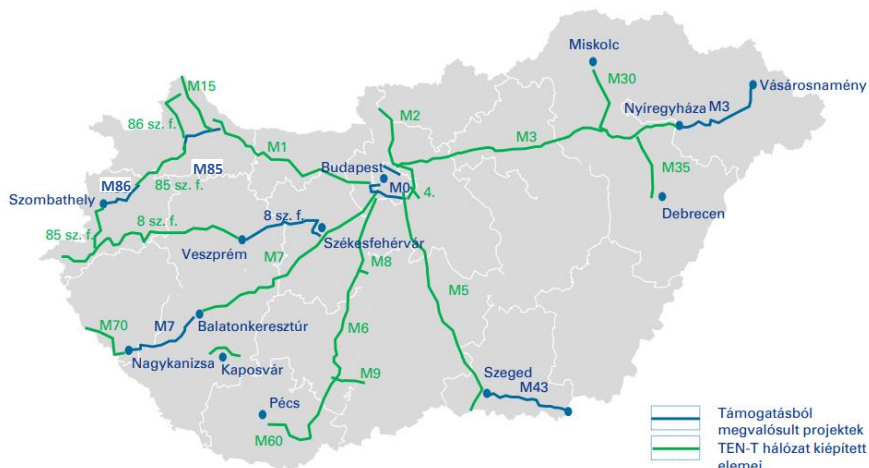 Miskolc
M15
M30
Vásárosnamény
Nyíregyháza
M3
M2
86 sz. f.
M3
M1
M85
Budapest
M35
M86
85 sz. f.
M0
4.
Szombathely
Debrecen
8 sz. f.
8 sz. f.
85 sz. f.
Székesfehérvár
Veszprém
M7
M8
M5
M70
M7
Balatonkeresztúr
M6
Nagykanizsa
Kaposvár
Szeged
M9
M43
Pécs
M60
Támogatásból
megvalósult projektek
TEN-T hálózat kiépített
elemei